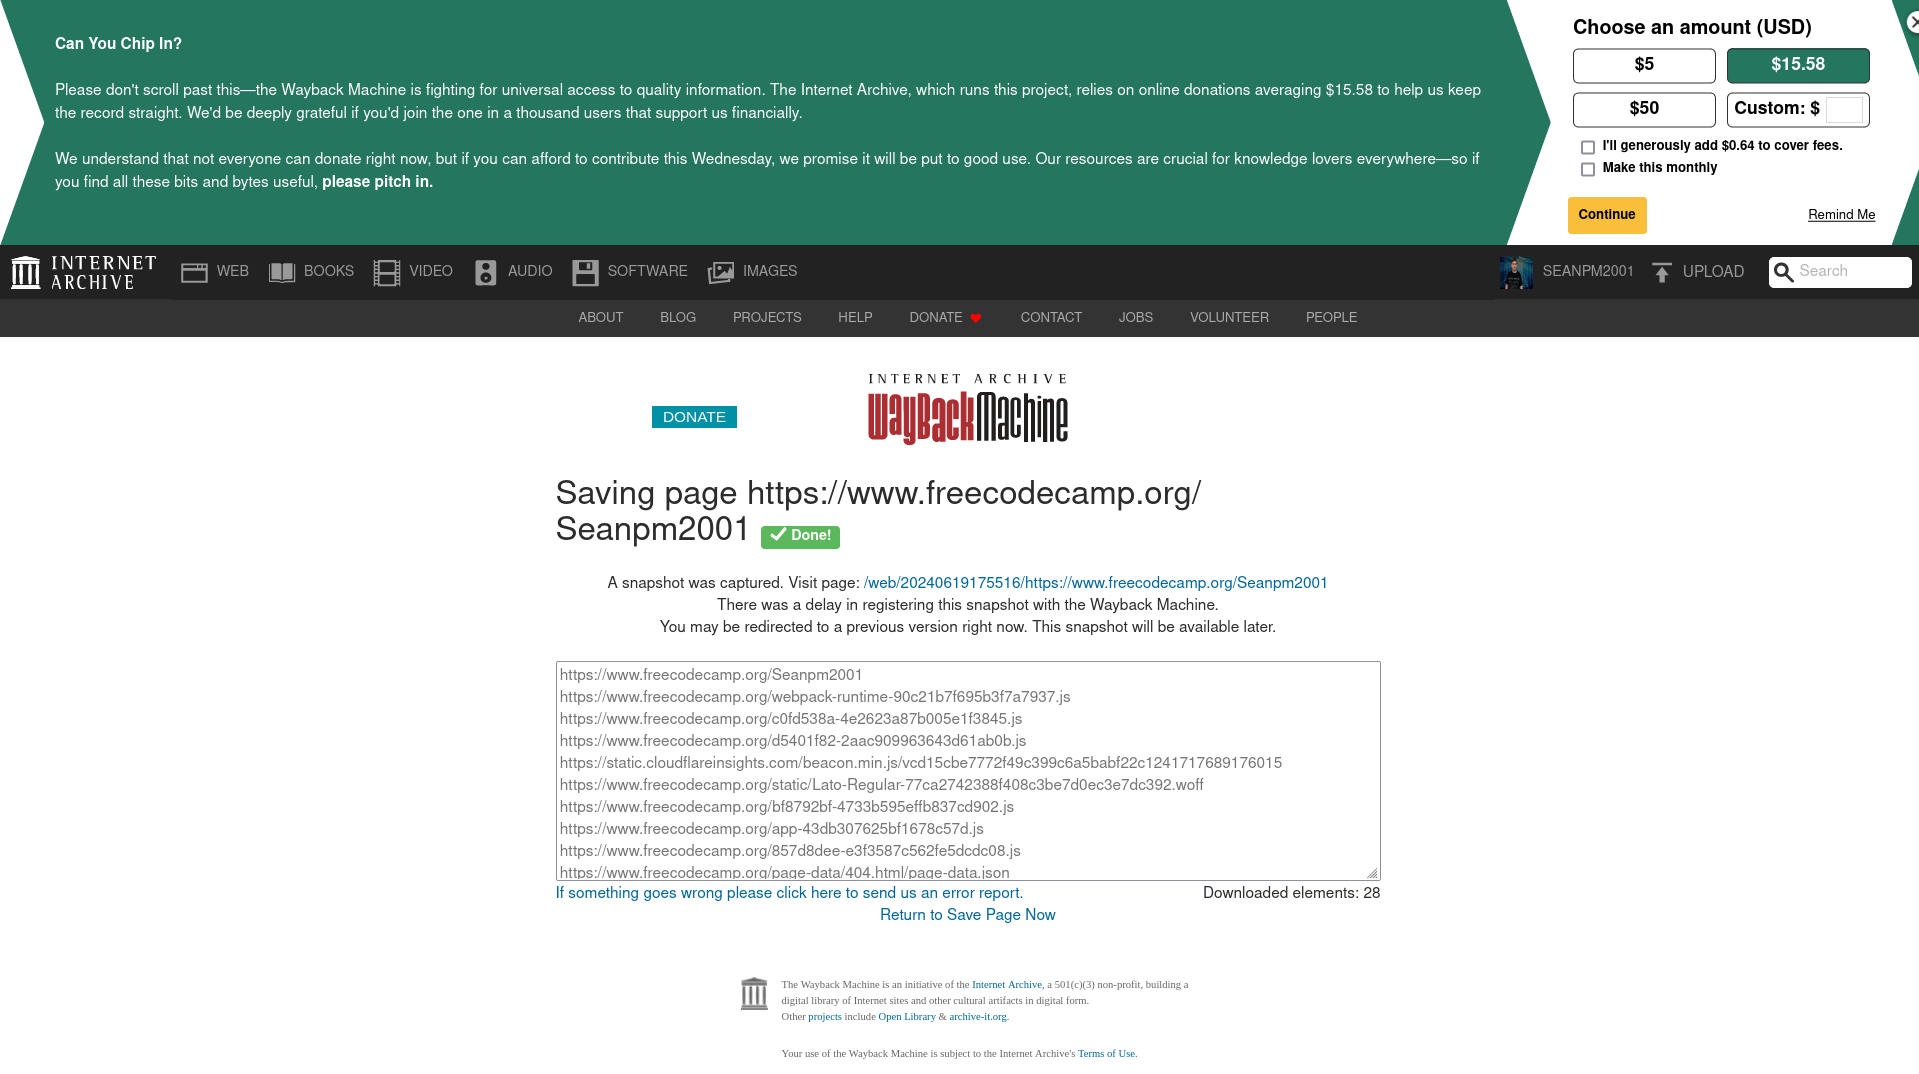 Can You Chip In?
Please don't scroll past this—the Wayback Machine is fighting for universal access to quality information. The Internet Archive, which runs this project, relies on online donations averaging $15.58 to help us keep
the record straight. We'd be deeply grateful if you'd join the one in a thousand users that support us financially.
We understand that not everyone can donate right now, but if you can afford to contribute this Wednesday, we promise it will be put to good use. Our resources are crucial for knowledge lovers everywhere—so if
you find all these bits and bytes useful, please pitch in.
Choose an amount (USD)
$5
$15.58
$50
Custom: $
I'll generously add $0.64 to cover fees.
Make this monthly
Continue
Remind Me
INTERNET
ARCHIVE
WEB
BOOKS
VIDEO
AUDIO
SOFTWARE
IMAGES
SEANPM2001
UPLOAD
Search
ABOUT
BLOG
PROJECTS
HELP
DONATE
CONTACT
JOBS
VOLUNTEER
PEOPLE
DONATE
INTERNET ARCHIVE
WayBackMachine
Saving page https://www.freecodecamp.org/
Seanpm2001 Done!
A snapshot was captured. Visit page: /web/20240619175516/https://www.freecodecamp.org/Seanpm2001
There was a delay in registering this snapshot with the Wayback Machine.
You may be redirected to a previous version right now. This snapshot will be available later.
https://www.freecodecamp.org/Seanpm2001
https://www.freecodecamp.org/webpack-runtime-90c21b7f695b3f7a7937.js
https://www.freecodecamp.org/c0fd538a-4e2623a87b005e1f3845.js
https://www.freecodecamp.org/d5401f82-2aac909963643d61ab0b.js
https://static.cloudflareinsights.com/beacon.min.js/vcd15cbe7772f49c399c6a5babf22c1241717689176015
https://www.freecodecamp.org/static/Lato-Regular-77ca2742388f408c3be7d0ec3e7dc392.woff
https://www.freecodecamp.org/bf8792bf-4733b595effb837cd902.js
https://www.freecodecamp.org/app-43db307625bf1678c57d.js
https://www.freecodecamp.org/857d8dee-e3f3587c562fe5dcdc08.js
https://www.freecodecamp.org/page-data/404.html/page-data.json
If something goes wrong please click here to send us an error report.
Downloaded elements: 28
Return to Save Page Now
The Wayback Machine is an initiative of the Internet Archive, a 501(c)(3) non-profit, building a
digital library of Internet sites and other cultural artifacts in digital form.
Other projects include Open Library & archive-it.org.
Your use of the Wayback Machine is subject to the Internet Archive's Terms of Use.